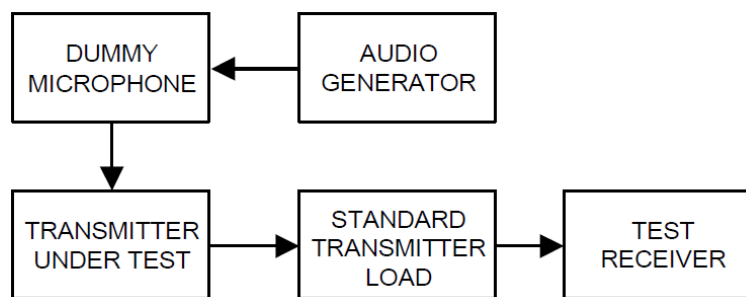 DUMMY
MICROPHONE
AUDIO
GENERATOR
TRANSMITTER
UNDER TEST
STANDARD
TRANSMITTER
LOAD
TEST
RECEIVER